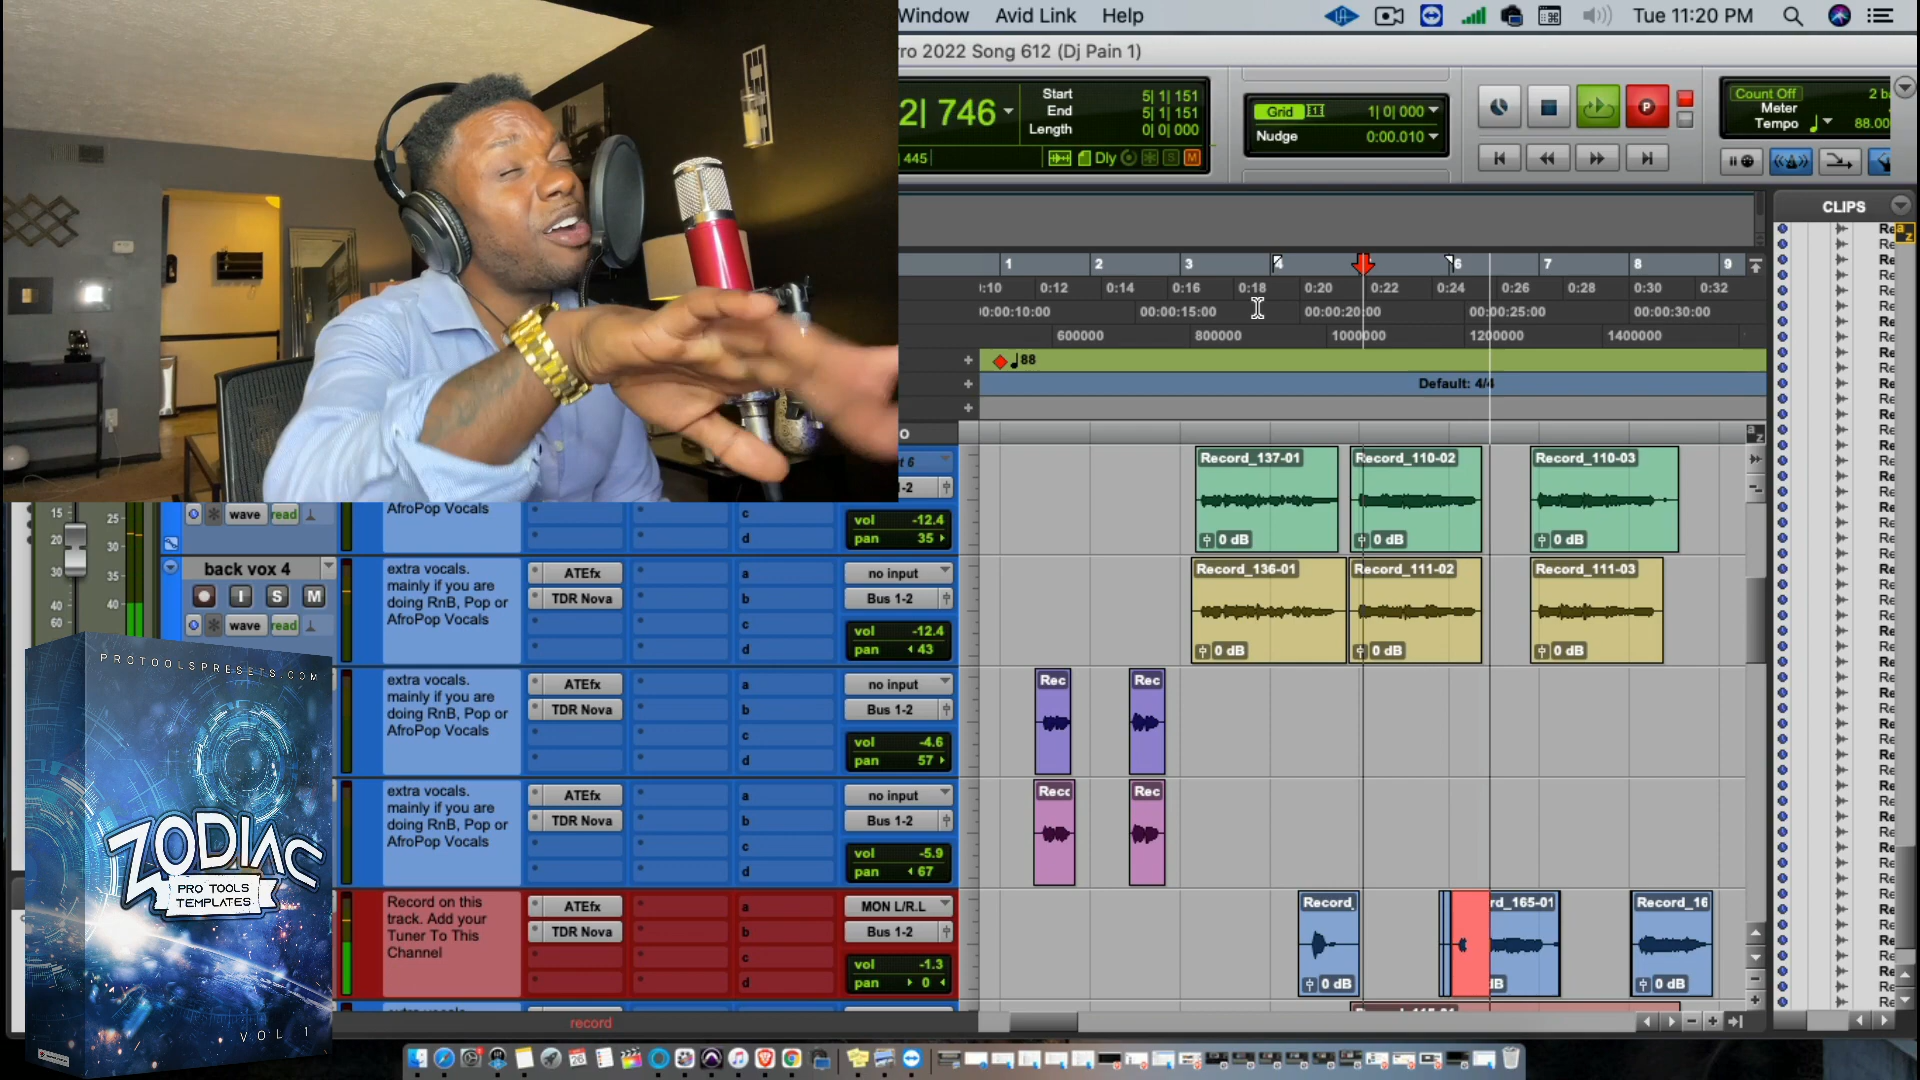 Window Avid Link Help Tue 11:20 PM
ro 2022 Song 612 (Dj Pain 1)
2| 746
Start 5| 1| 151
End 5| 1| 151
Length 0| 0| 000
445| Dly S M
Grid 1| 0| 000
Nudge 0:00.010
P
Count Off
Meter
Tempo 88.00
CLIPS
1 2 3 4 6 7 8 9
:10 0:12 0:14 0:16 0:18 0:20 0:22 0:24 0:26 0:28 0:30 0:32
00:00:10:00 00:00:15:00 00:00:20:00 00:00:25:00 00:00:30:00
600000 800000 1000000 1200000 1400000
88
Default: 4/4
Record_137-01 Record_110-02 Record_110-03
wave read
AfroPop Vocals
c
d
vol -12.4
pan 35
0 dB 0 dB 0 dB
back vox 4
I S M
wave read
extra vocals.
mainly if you are
doing RnB, Pop or
AfroPop Vocals
ATEfx
TDR Nova
a
b
c
d
no input
Bus 1-2
vol -12.4
pan 43
Record_136-01 Record_111-02 Record_111-03
0 dB 0 dB 0 dB
extra vocals.
mainly if you are
doing RnB, Pop or
AfroPop Vocals
ATEfx
TDR Nova
a
b
c
d
no input
Bus 1-2
vol -4.6
pan 57
Rec Rec
extra vocals.
mainly if you are
doing RnB, Pop or
AfroPop Vocals
ATEfx
TDR Nova
a
b
c
d
no input
Bus 1-2
vol -5.9
pan 67
Rec Rec
Record on this
track. Add your
Tuner To This
Channel
ATEfx
TDR Nova
a
b
c
d
MON L/R.L
Bus 1-2
vol -1.3
pan 0
Record_ rd_165-01 Record_16
0 dB dB 0 dB
record
PROTOOLSPRESETS.COM
ZODIAC
PRO TOOLS
TEMPLATES
VOL 1